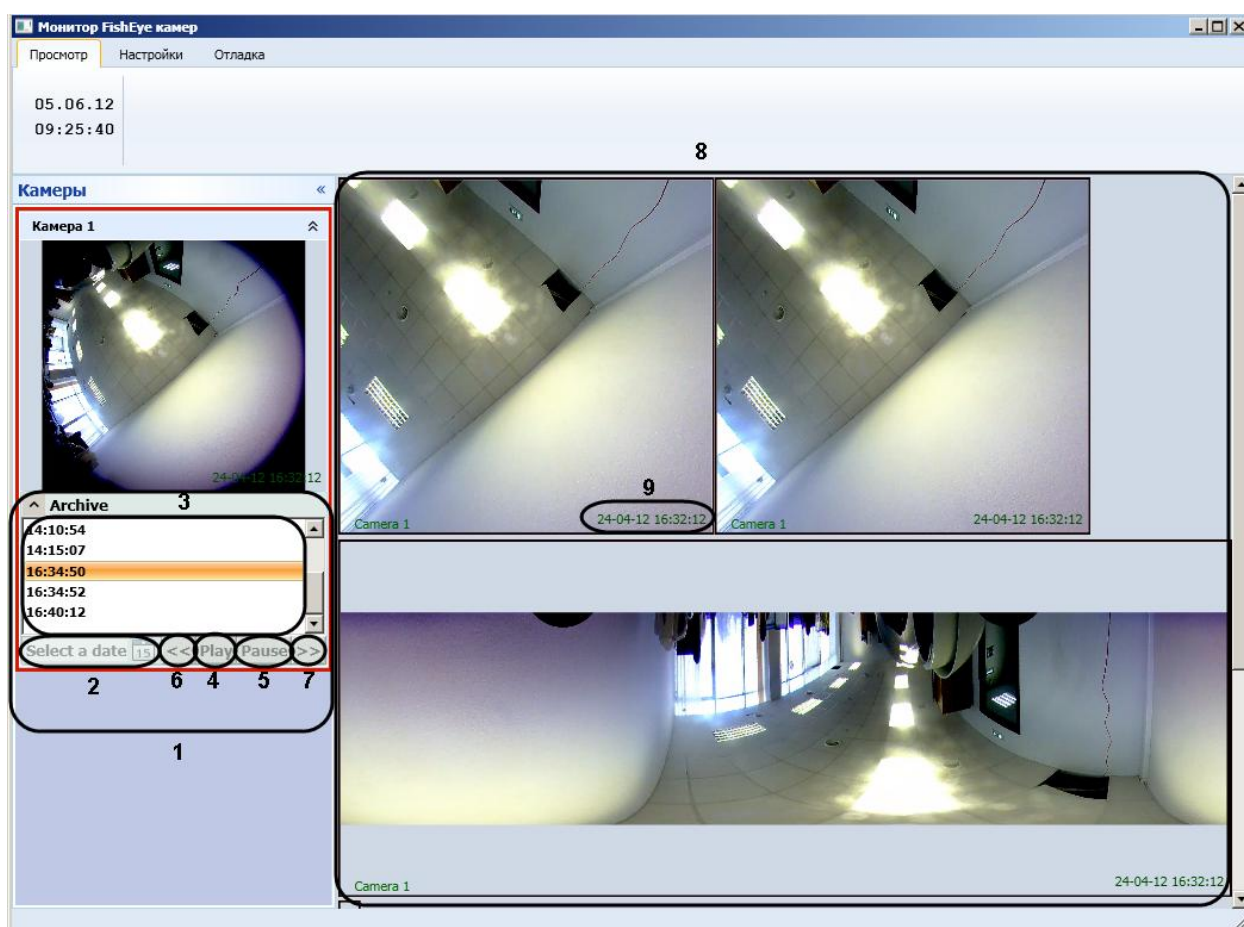 Монитор FishEye камер
Просмотр Настройки Отладка
05.06.12
09:25:40
8
Камеры «
Камера 1
24-04-12 16:32:12
3
Archive
14:10:54
14:15:07
16:34:50
16:34:52
16:40:12
Select a date 15 << Play Pause >>
2 6 4 5 7
1
9
Camera 1 24-04-12 16:32:12
Camera 1 24-04-12 16:32:12
Camera 1 24-04-12 16:32:12